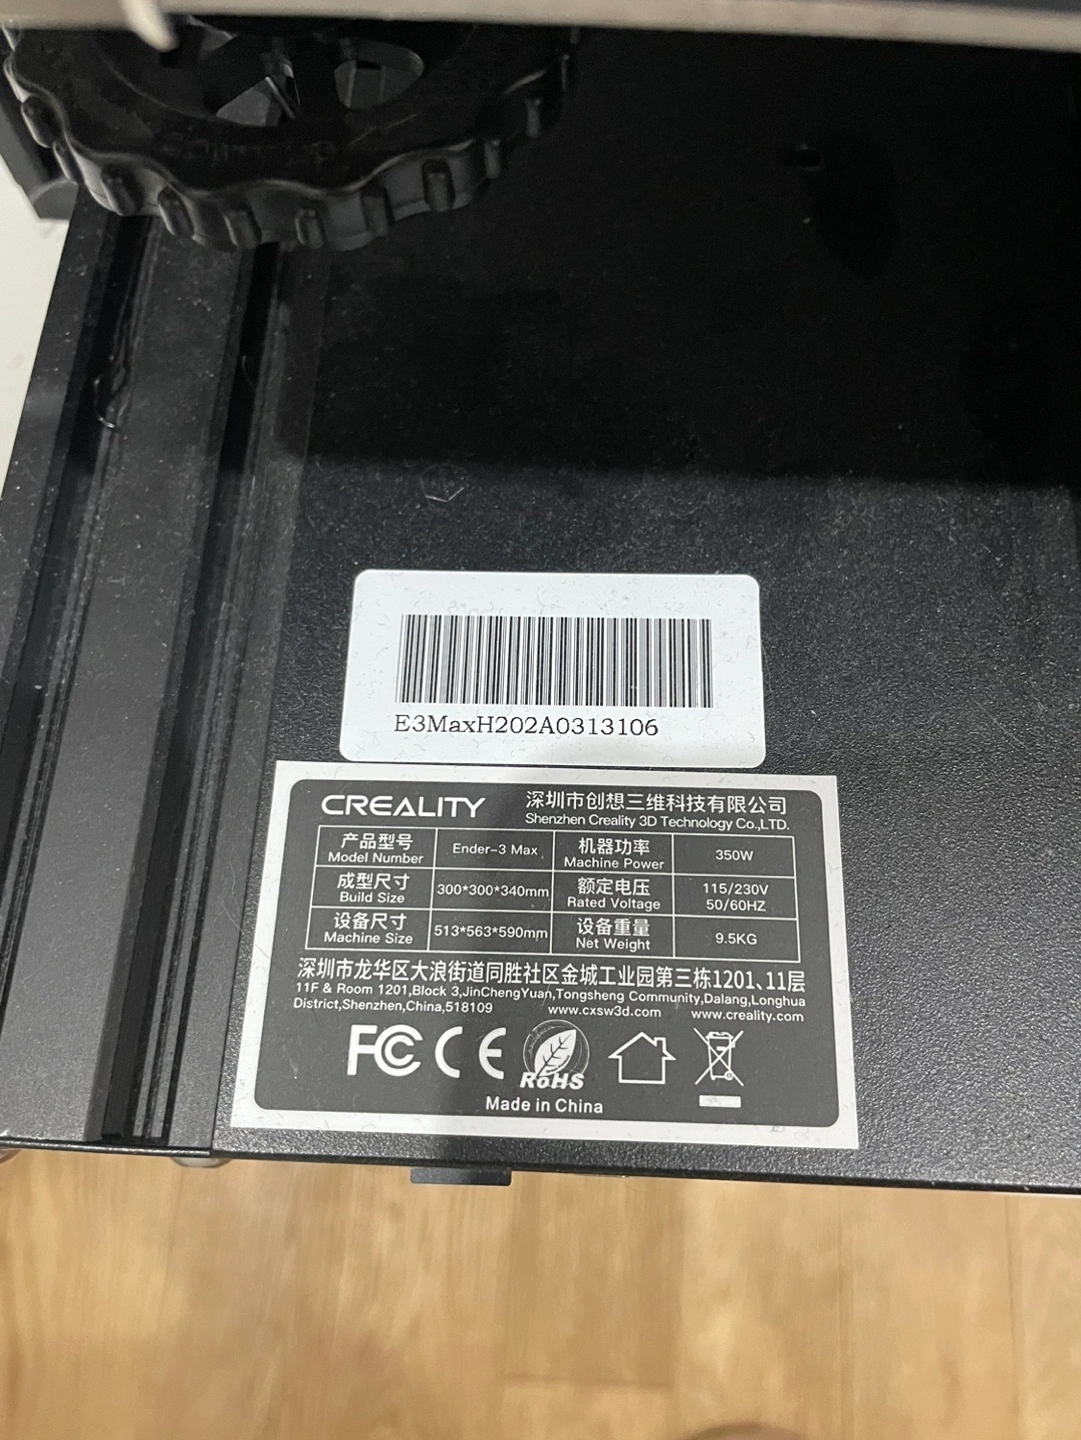 E3MaxH202A0313106
CREALITY
深圳市创想三维科技有限公司
Shenzhen Creality 3D Technology Co.,LTD.
产品型号
Model Number
Ender-3 Max
机器功率
Machine Power
350W
成型尺寸
Build Size
300*300*340mm
额定电压
Rated Voltage
115/230V
50/60HZ
设备尺寸
Machine Size
513*563*590mm
设备重量
Net Weight
9.5KG
深圳市龙华区大浪街道同胜社区金城工业园第三栋1201、11层
11F & Room 1201,Block 3,JinChengYuan,Tongsheng Community,Dalang,Longhua
District,Shenzhen,China,518109 www.cxsw3d.com www.creality.com
FC CE RoHS
Made in China